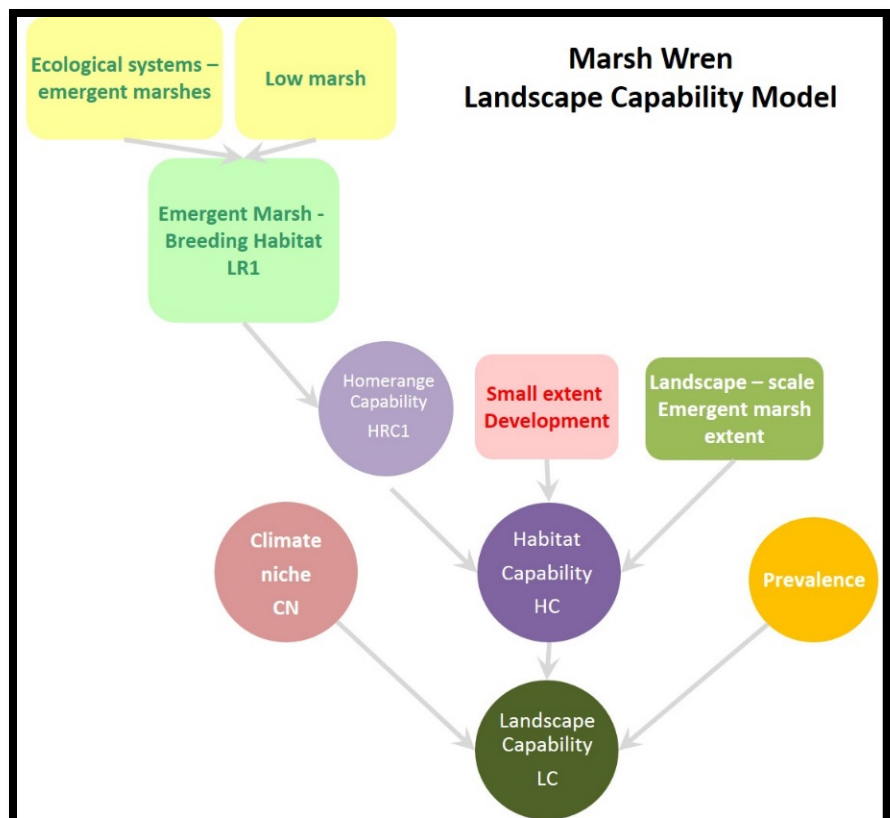 Marsh Wren
Landscape Capability Model
Ecological systems –
emergent marshes
Low marsh
Emergent Marsh -
Breeding Habitat
LR1
Homerange
Capability
HRC1
Small extent
Development
Landscape – scale
Emergent marsh
extent
Climate
niche
CN
Habitat
Capability
HC
Prevalence
Landscape
Capability
LC